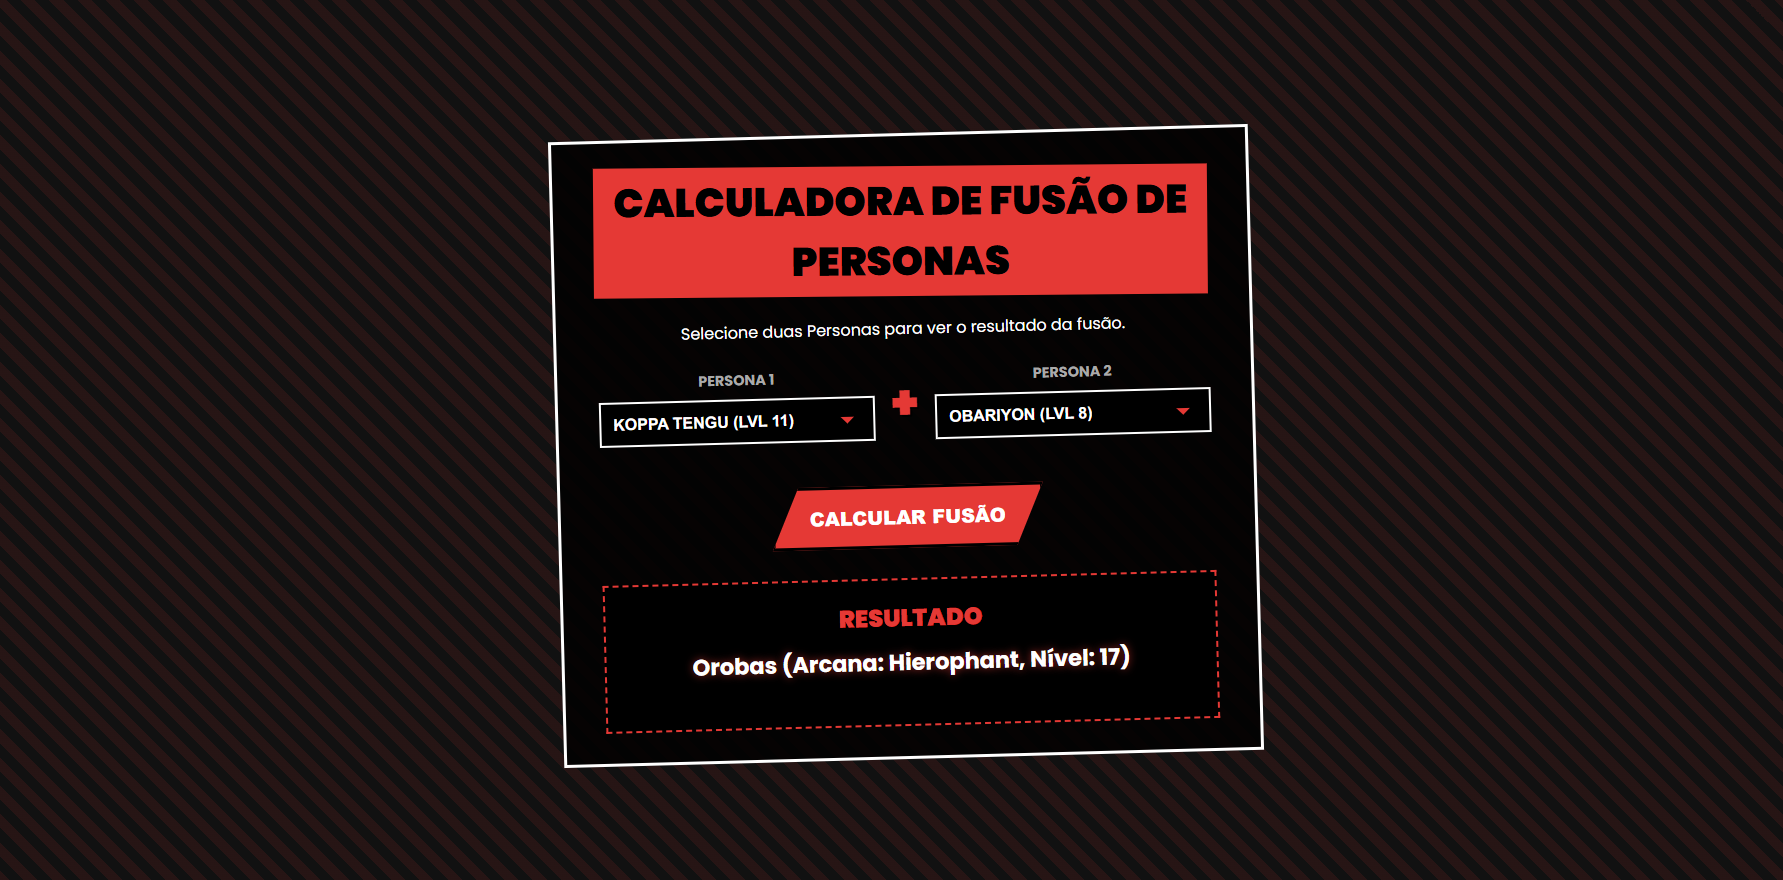 CALCULADORA DE FUSÃO DE
PERSONAS
Selecione duas Personas para ver o resultado da fusão.
PERSONA 1
KOPPA TENGU (LVL 11)
PERSONA 2
OBARIYON (LVL 8)
CALCULAR FUSÃO
RESULTADO
Orobas (Arcana: Hierophant, Nível: 17)